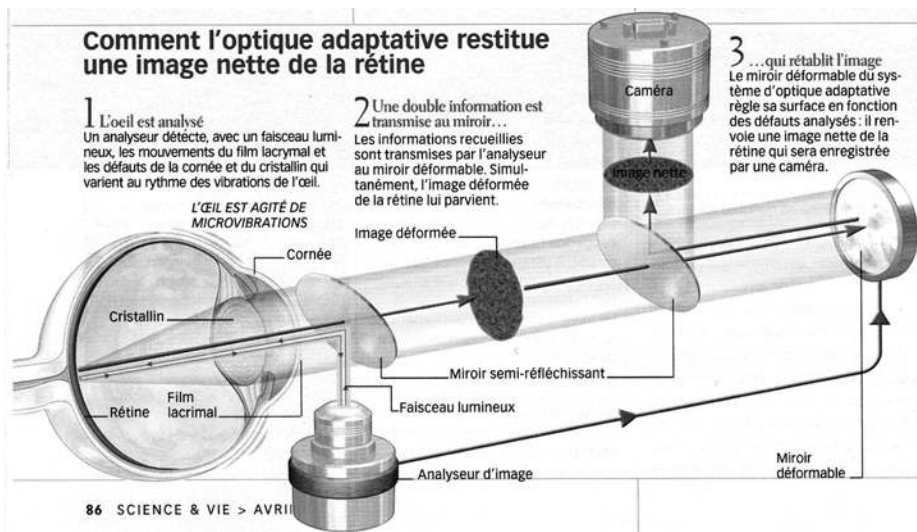 Comment l'optique adaptative restitue
une image nette de la rétine
1 L'oeil est analysé
Un analyseur détecte, avec un faisceau lumi-
neux, les mouvements du film lacrymal et
les défauts de la cornée et du cristallin qui
varient au rythme des vibrations de l'œil.
2 Une double information est
transmise au miroir...
Les informations recueillies
sont transmises par l'analyseur
au miroir déformable. Simul-
tanément, l'image déformée
de la rétine lui parvient.
3 ...qui rétablit l'image
Le miroir déformable du sys-
tème d'optique adaptative
règle sa surface en fonction
des défauts analysés : il ren-
voie une image nette de la
rétine qui sera enregistrée
par une caméra.
L'ŒIL EST AGITÉ DE
MICROVIBRATIONS
Cornée
Image déformée
Caméra
Image nette
Cristallin
Rétine
Film
lacrimal
Miroir semi-réfléchissant
Faisceau lumineux
Analyseur d'image
Miroir
déformable
86 SCIENCE & VIE > AVRI